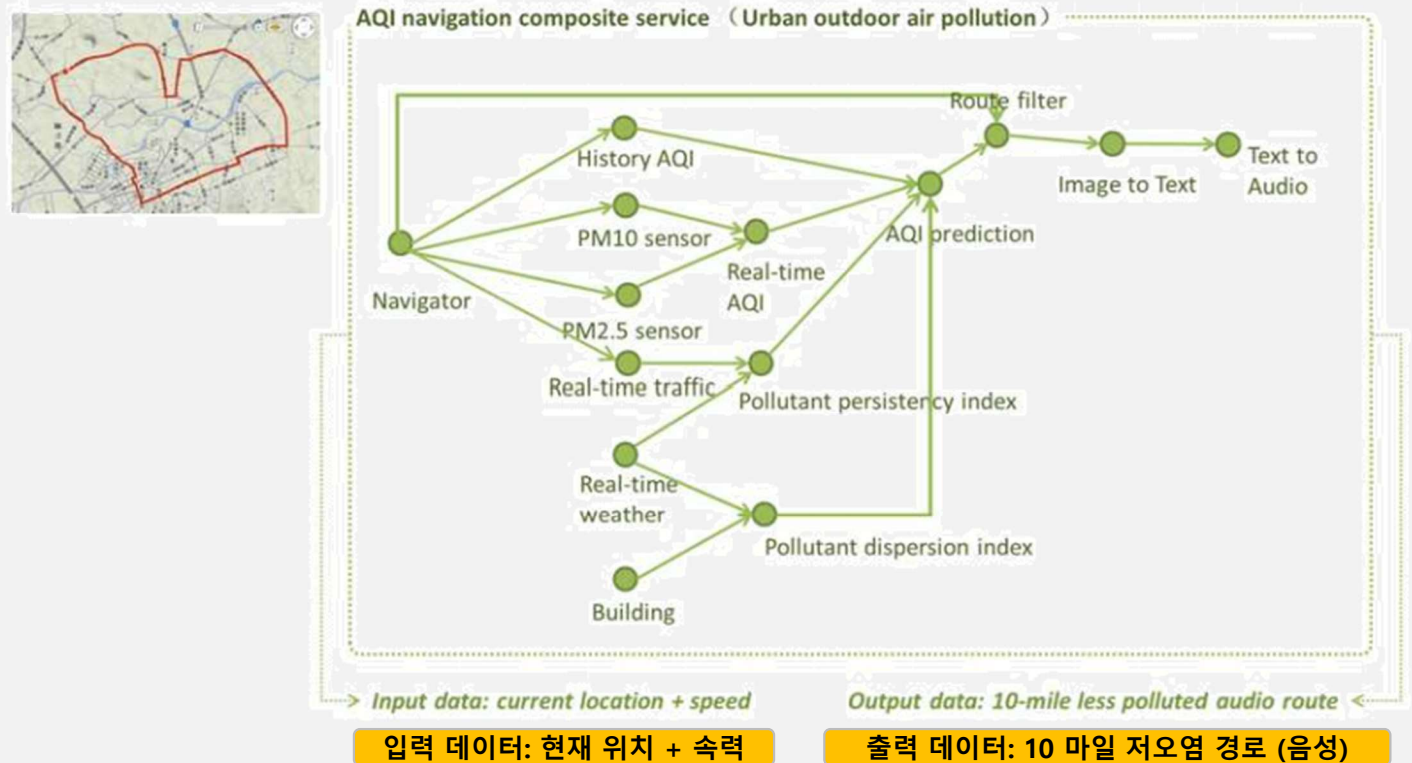 AQI navigation composite service （Urban outdoor air pollution）
Route filter
History AQI
Image to Text
Text to
Audio
PM10 sensor
AQI prediction
Real-time
AQI
Navigator
PM2.5 sensor
Real-time traffic
Pollutant persistency index
Real-time
weather
Pollutant dispersion index
Building
Input data: current location + speed
Output data: 10-mile less polluted audio route
입력 데이터: 현재 위치 + 속력
출력 데이터: 10 마일 저오염 경로 (음성)